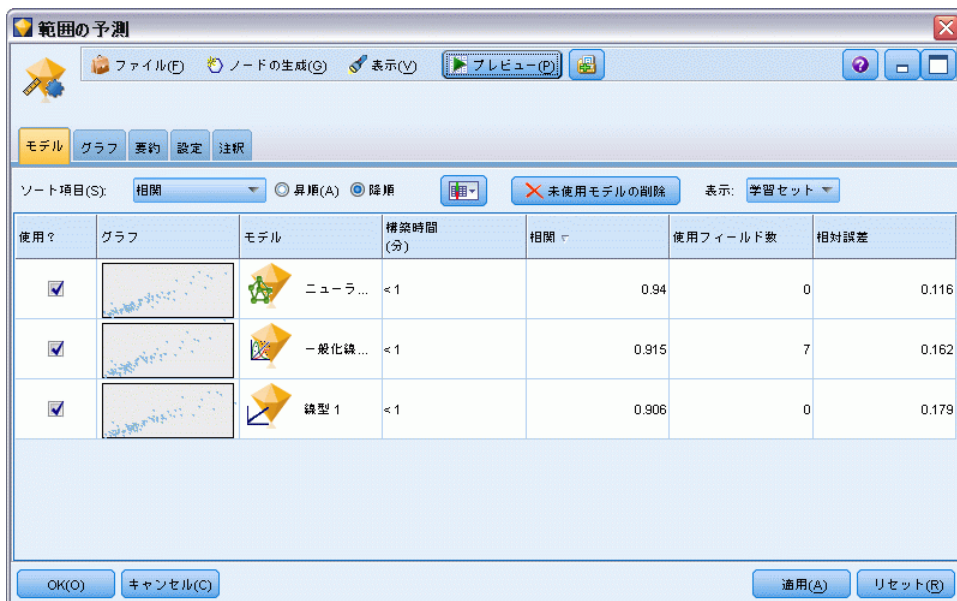 範囲の予測
ファイル(F) ノードの生成(G) 表示(V) プレビュー(P)
モデル グラフ 要約 設定 注釈
ソート項目(S): 相関 昇順(A) 降順 未使用モデルの削除 表示: 学習セット
使用? グラフ モデル 構築時間 (分) 相関 使用フィールド数 相対誤差
ニューラ... < 1 0.94 0 0.116
一般化線... < 1 0.915 7 0.162
線型 1 < 1 0.906 0 0.179
OK(O) キャンセル(C) 適用(A) リセット(R)